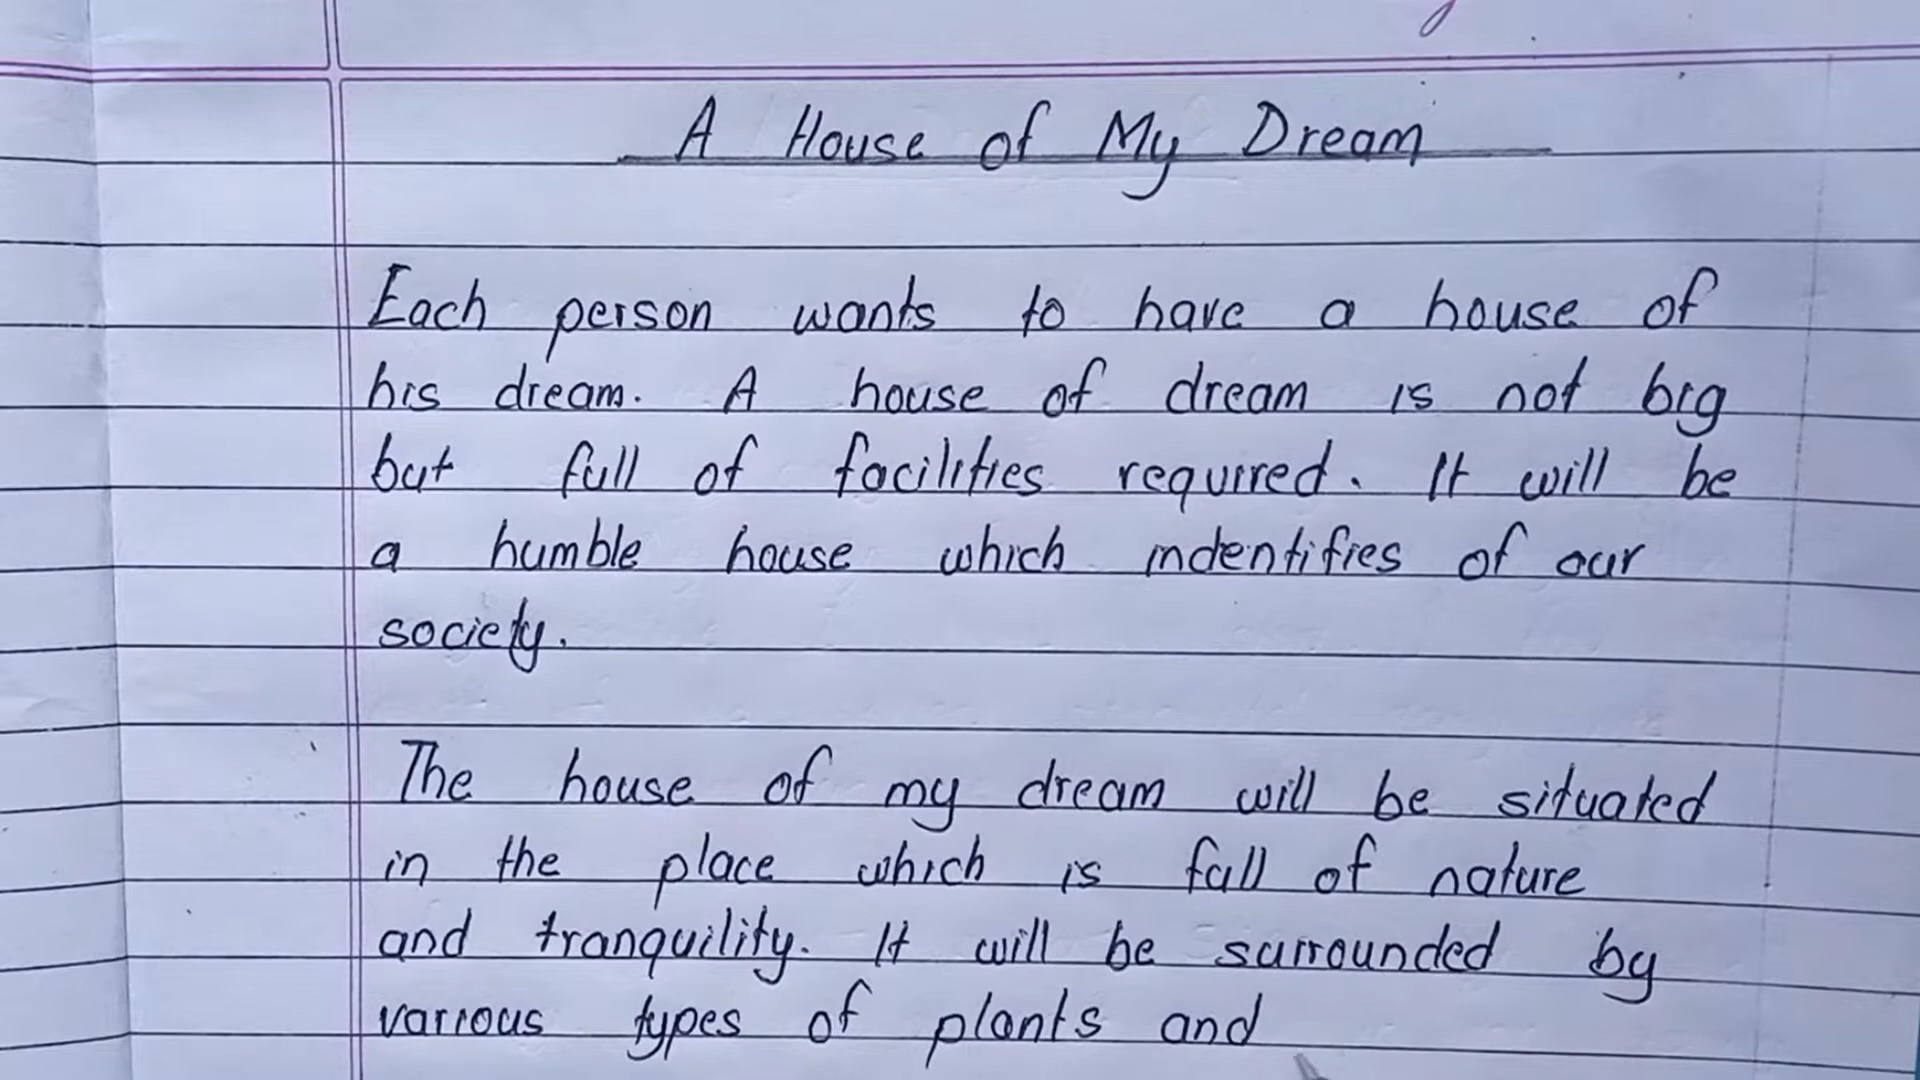 A House of My Dream
Each person wants to have a house of
his dream. A house of dream is not big
but full of facilities required. It will be
a humble house which indentifies of our
society.
The house of my dream will be situated
in the place which is full of nature
and tranquility. It will be surrounded by
various types of plants and